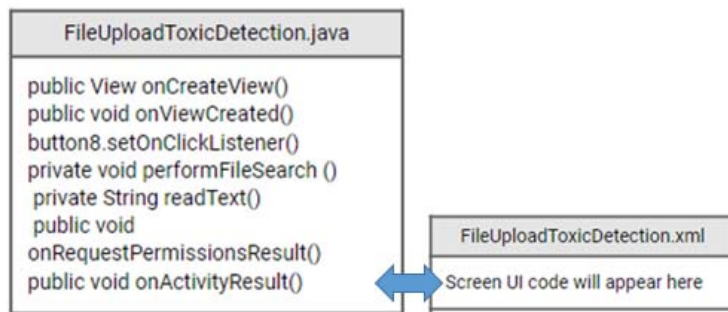 FileUploadToxicDetection.java
public View onCreateView()
public void onViewCreated()
button8.setOnClickListener()
private void performFileSearch ()
private String readText()
public void
onRequestPermissionsResult()
public void onActivityResult()
FileUploadToxicDetection.xml
Screen UI code will appear here